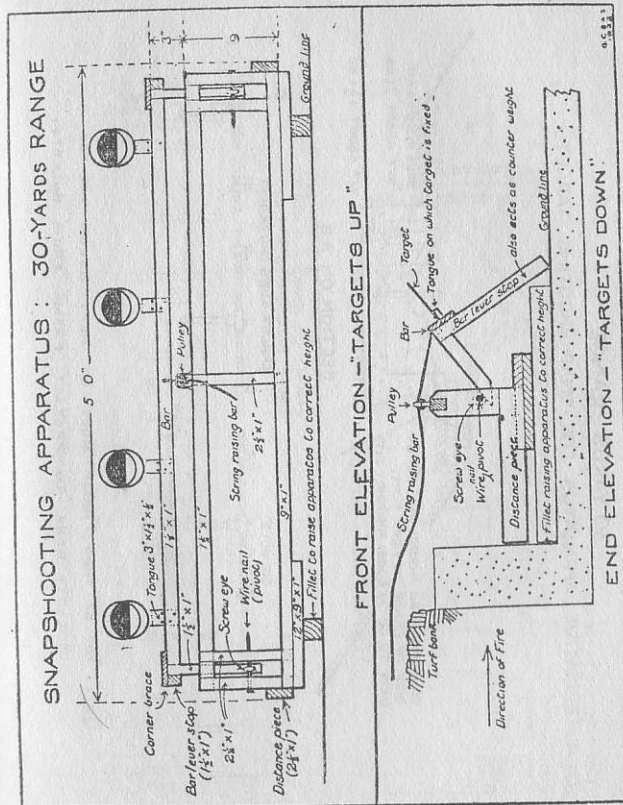 SNAPSHOOTING APPARATUS : 30-YARDS RANGE
5' 0"
3"
9
Corner brace
Tongue 3"x1½"x½"
Bar
1½"x1"
Pulley
Bar lever stop
(1½"x1")
2½"x1"
Screw eye
Wire nail
(pivot)
1½"x1"
String raising bar
2½"x1"
9"x1"
Distance piece
(2½"x1")
12"x9"x1"
Fillet to raise apparatus to correct height
Ground line
FRONT ELEVATION - "TARGETS UP"
Direction of Fire
Turf bank
String raising bar
Pulley
Bar
Target
Tongue on which target is fixed
Screw eye
Wire nail pivot
Bar lever stop
also acts as counter weight
Distance piece
Fillet raising apparatus to correct height
Ground line
END ELEVATION - "TARGETS DOWN"